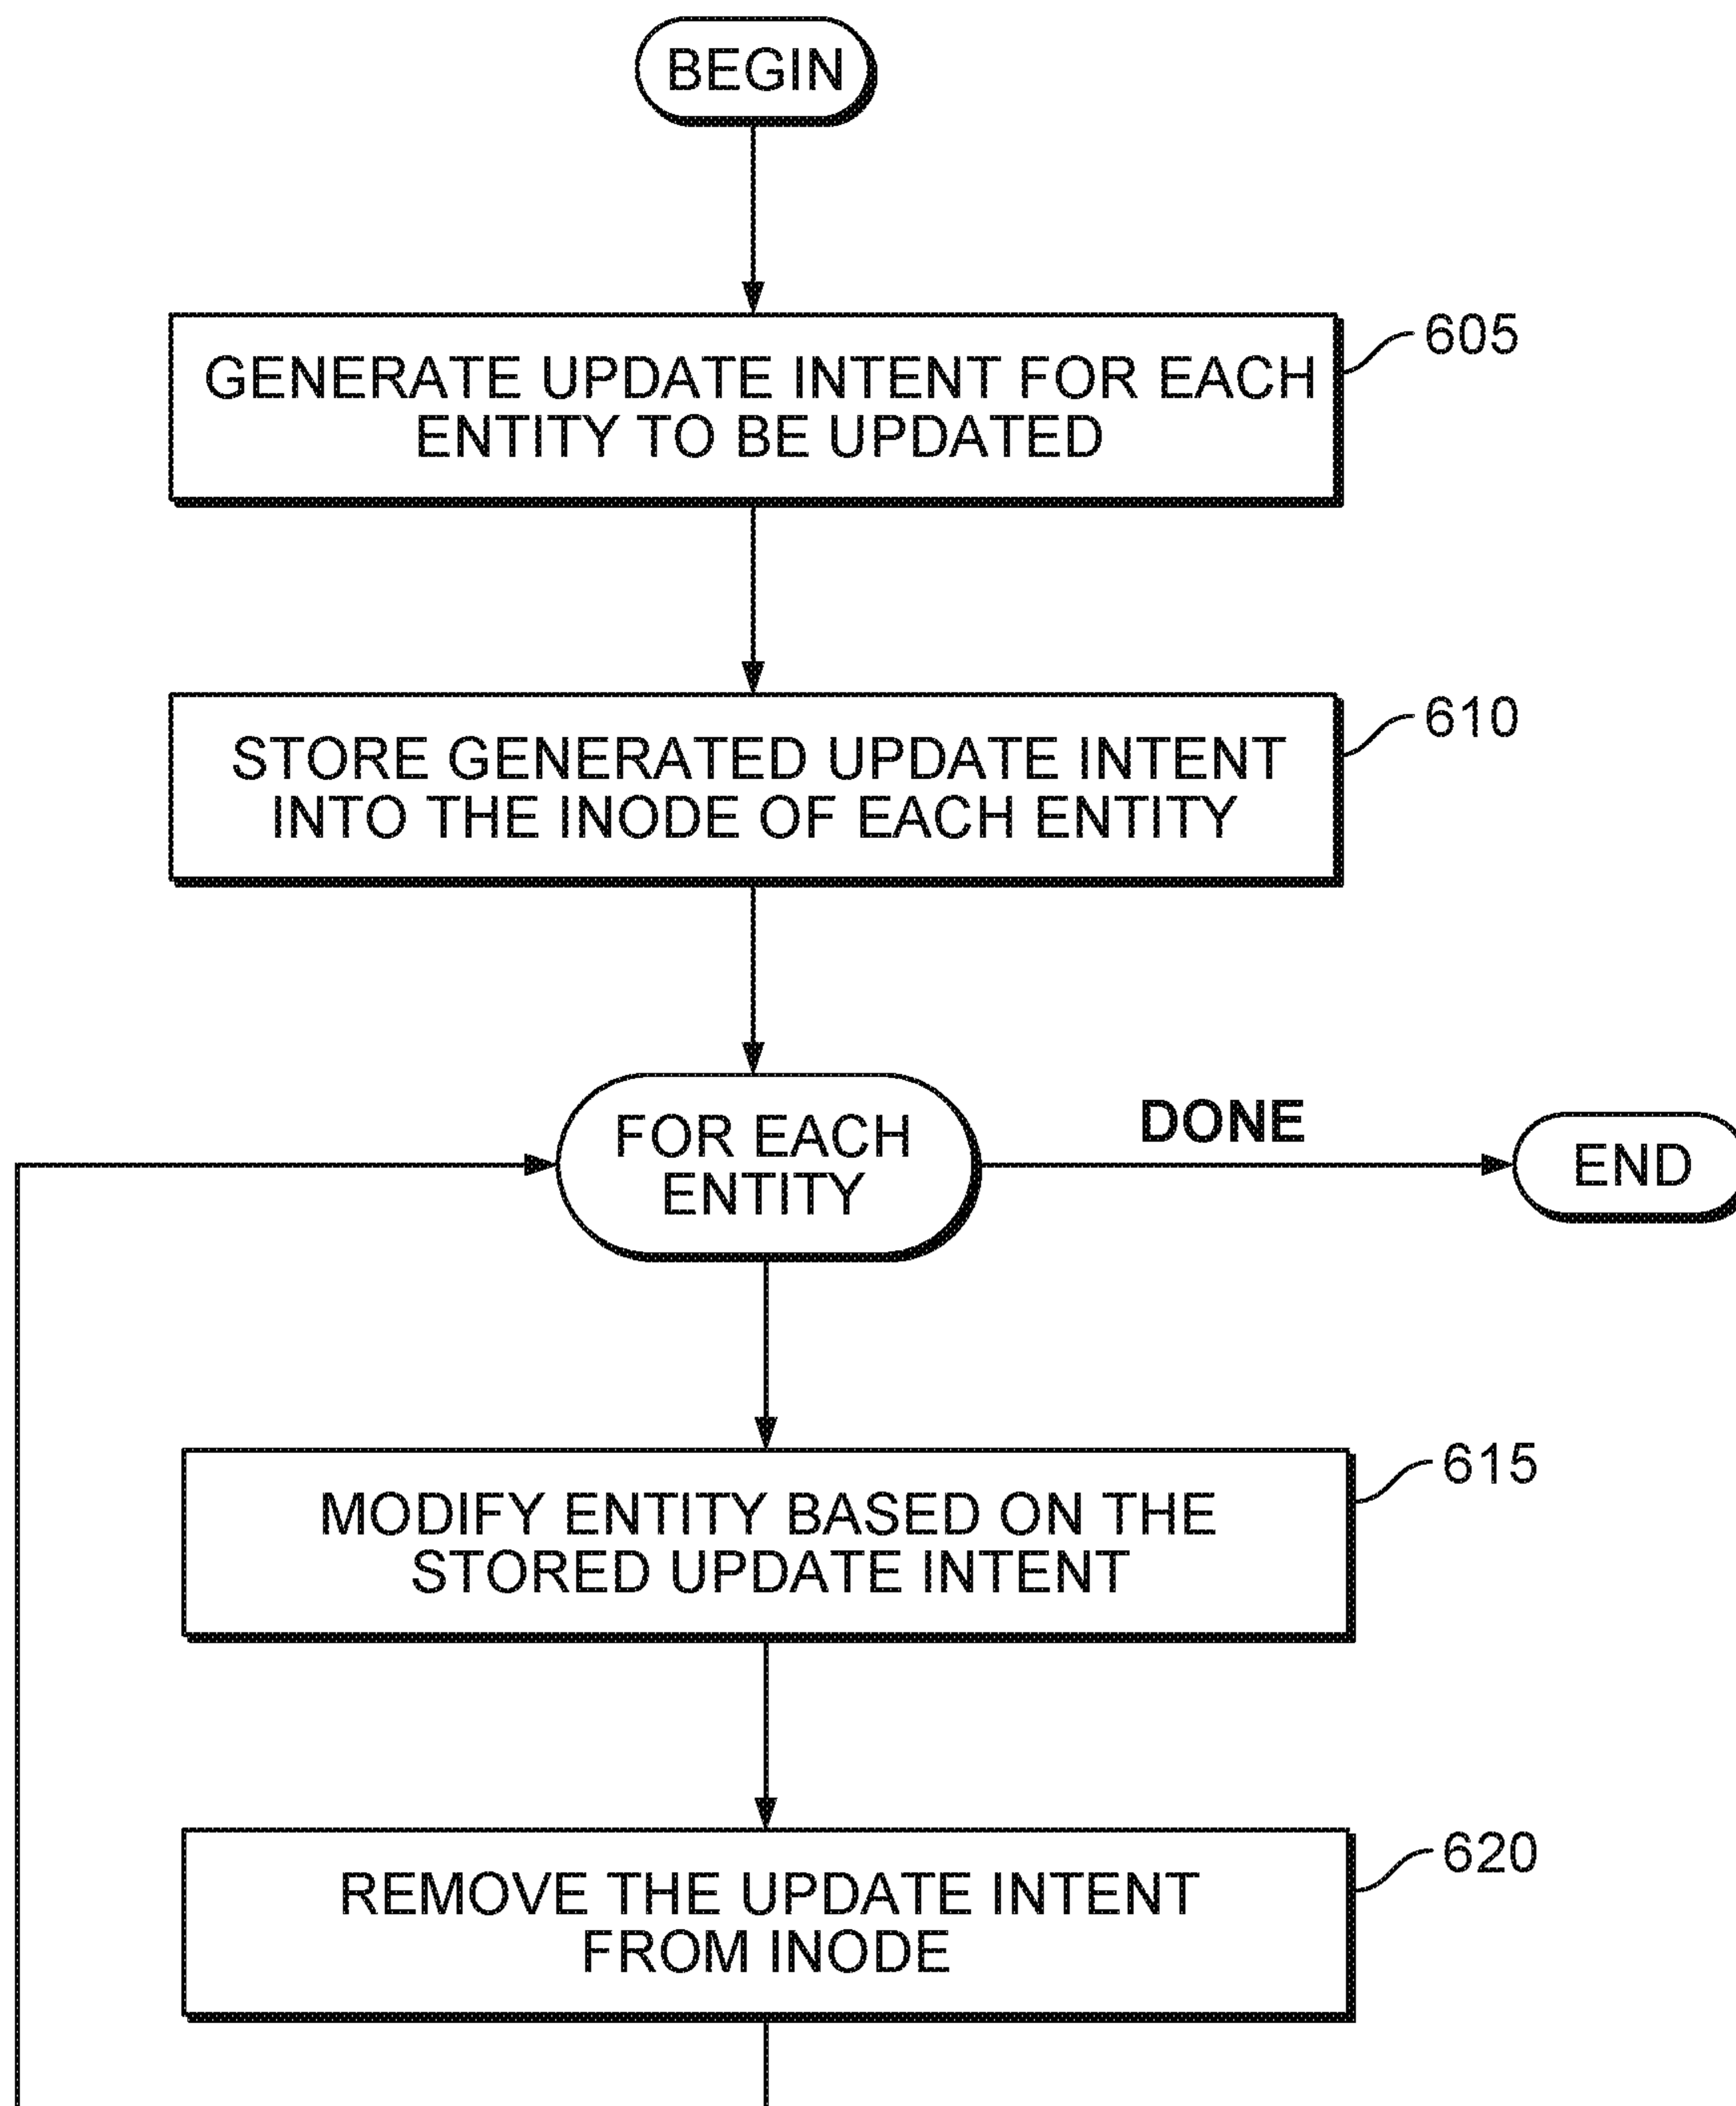 BEGIN
GENERATE UPDATE INTENT FOR EACH
ENTITY TO BE UPDATED
605
STORE GENERATED UPDATE INTENT
INTO THE INODE OF EACH ENTITY
610
FOR EACH
ENTITY
DONE
END
MODIFY ENTITY BASED ON THE
STORED UPDATE INTENT
615
REMOVE THE UPDATE INTENT
FROM INODE
620